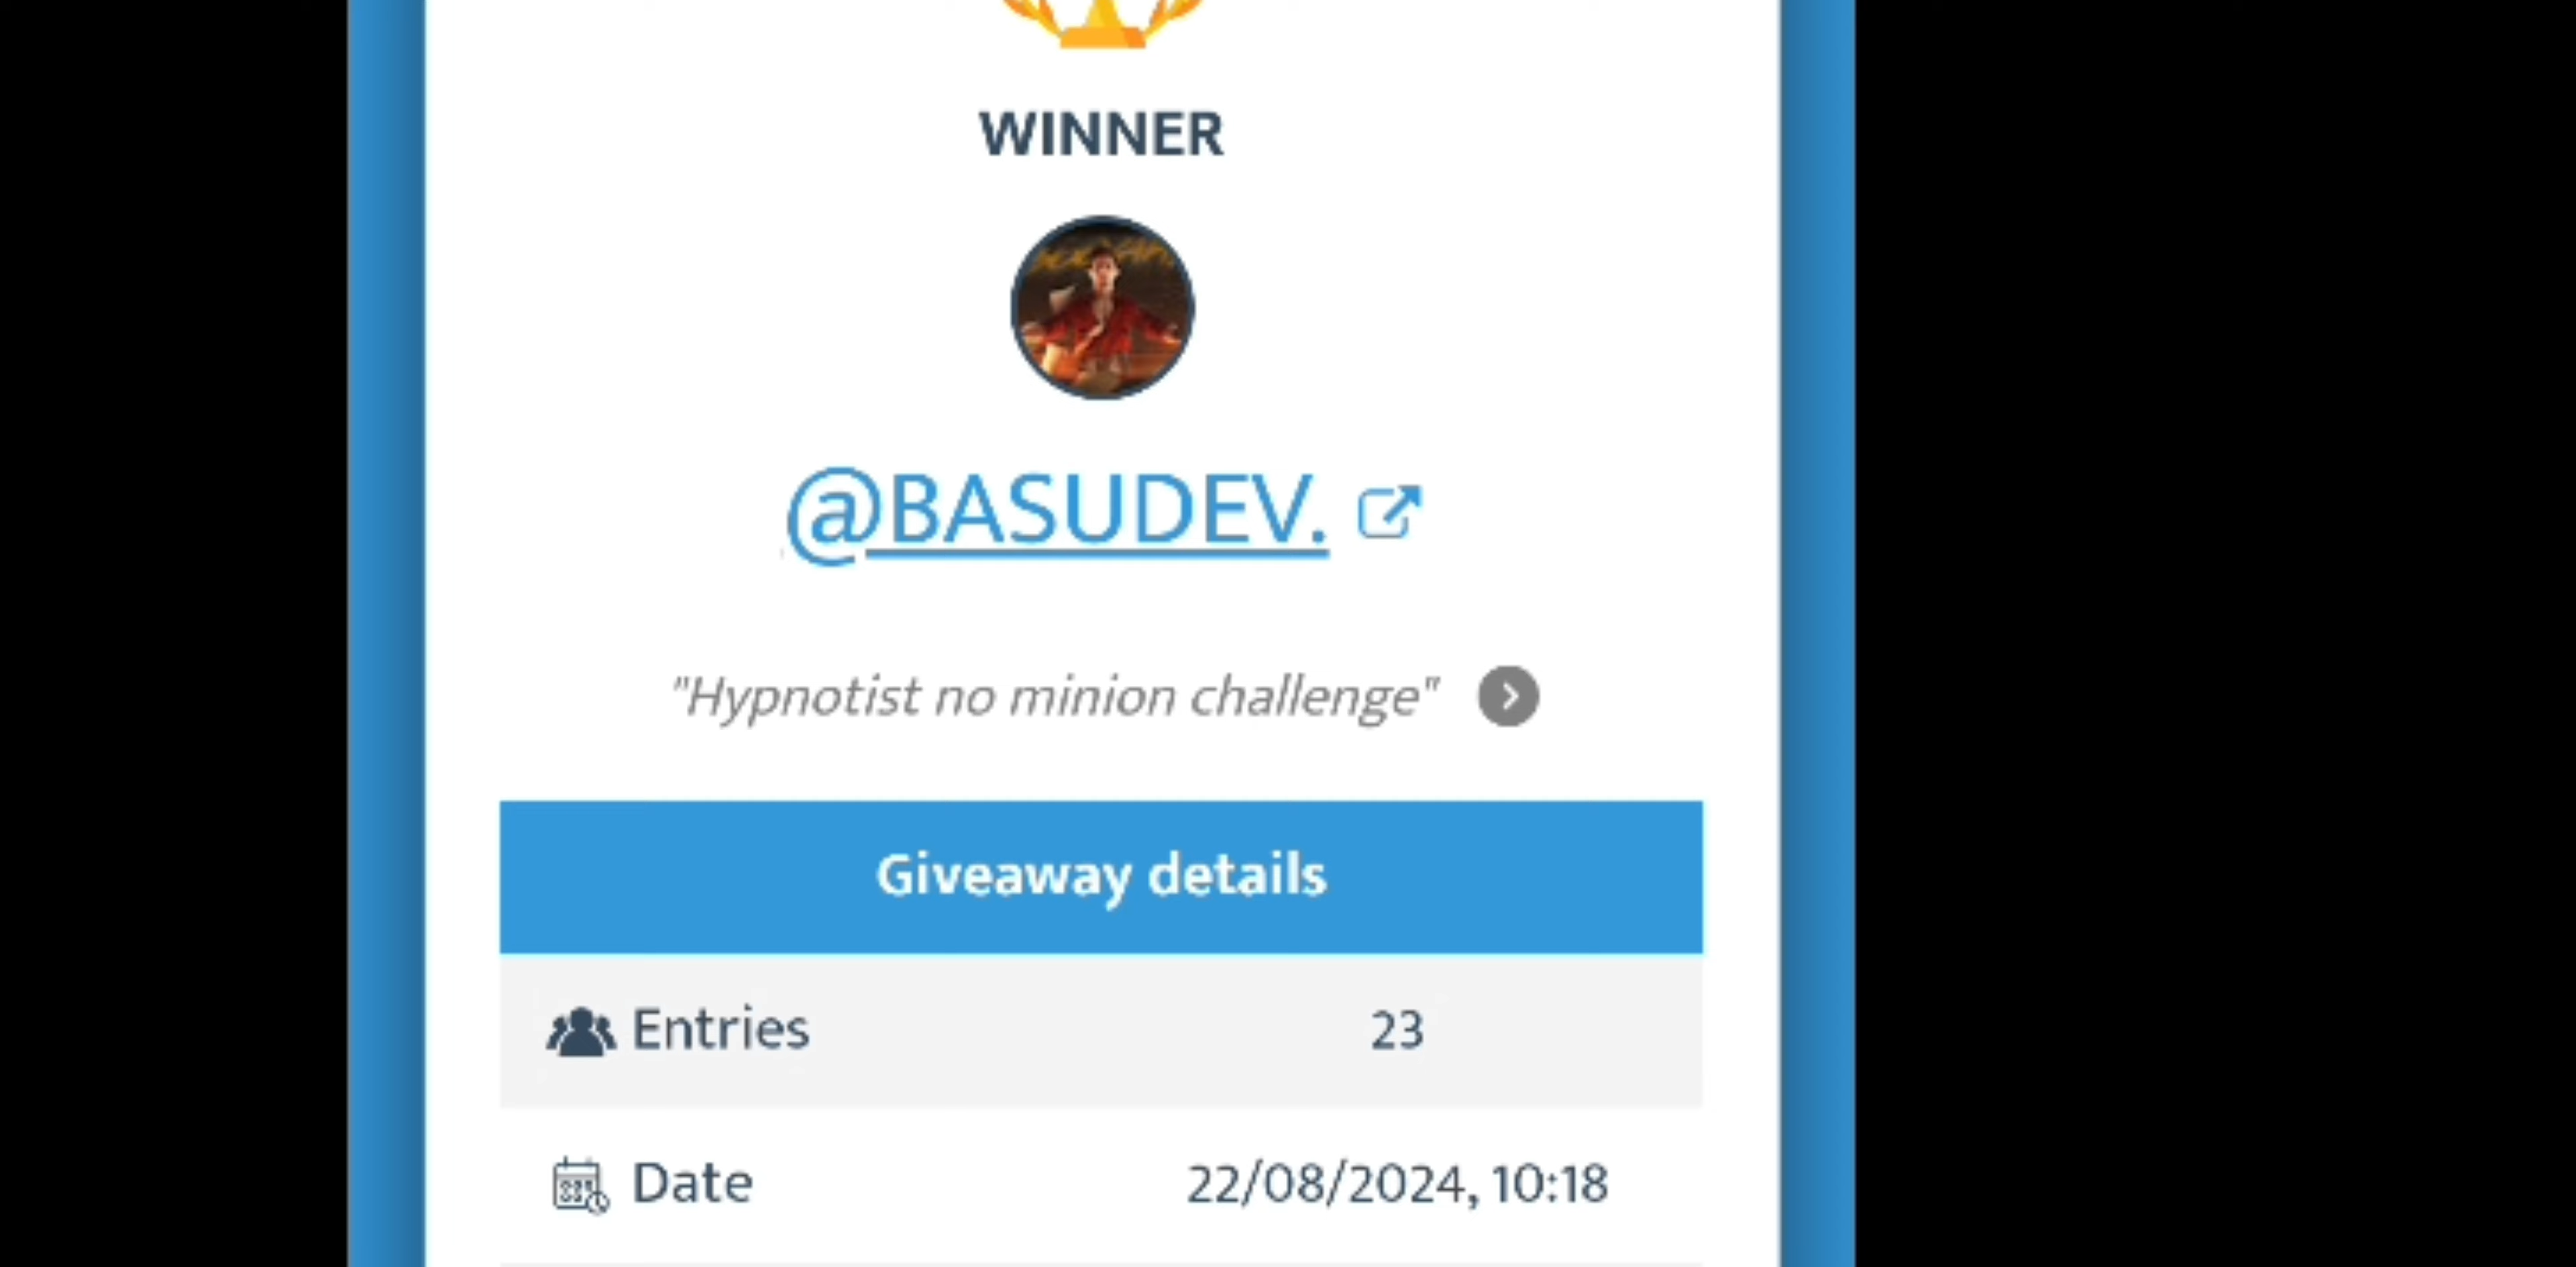 WINNER
@BASUDEV.
"Hypnotist no minion challenge"
Giveaway details
Entries 23
Date 22/08/2024, 10:18